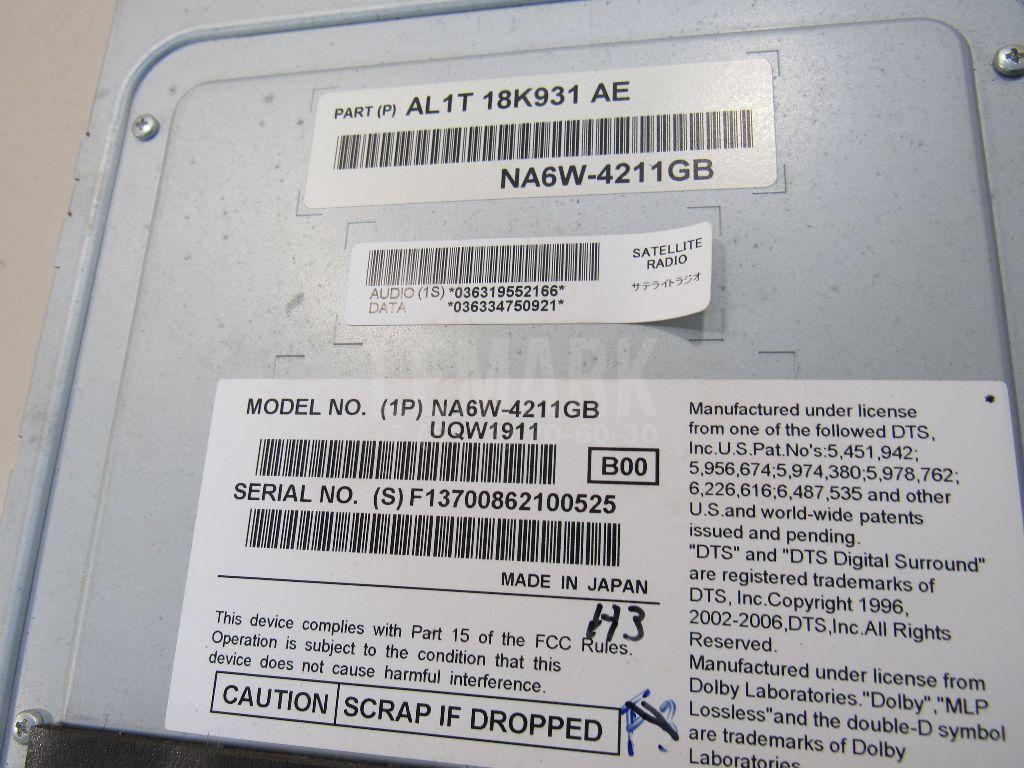 PART (P) AL1T 18K931 AE
NA6W-4211GB
SATELLITE
RADIO
サテライトラジオ
AUDIO (1S) *036319552166*
DATA *036334750921*
MODEL NO. (1P) NA6W-4211GB
UQW1911
B00
SERIAL NO. (S) F13700862100525
MADE IN JAPAN
H3
This device complies with Part 15 of the FCC Rules.
Operation is subject to the condition that this
device does not cause harmful interference.
CAUTION SCRAP IF DROPPED
Manufactured under license
from one of the followed DTS,
Inc.U.S.Pat.No's:5,451,942;
5,956,674;5,974,380;5,978,762;
6,226,616;6,487,535 and other
U.S.and world-wide patents
issued and pending.
"DTS" and "DTS Digital Surround"
are registered trademarks of
DTS, Inc.Copyright 1996,
2002-2006,DTS,Inc.All Rights
Reserved.
Manufactured under license from
Dolby Laboratories."Dolby","MLP
Lossless"and the double-D symbol
are trademarks of Dolby
Laboratories.